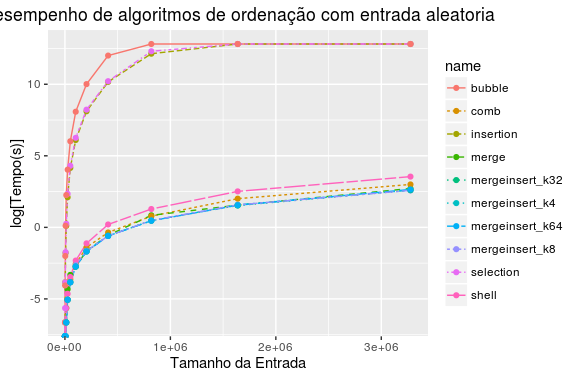 esempenho de algoritmos de ordenação com entrada aleatoria
log[Tempo(s)]
10
5
0
-5
0e+00 1e+06 2e+06 3e+06
Tamanho da Entrada
name
bubble
comb
insertion
merge
mergeinsert_k32
mergeinsert_k4
mergeinsert_k64
mergeinsert_k8
selection
shell